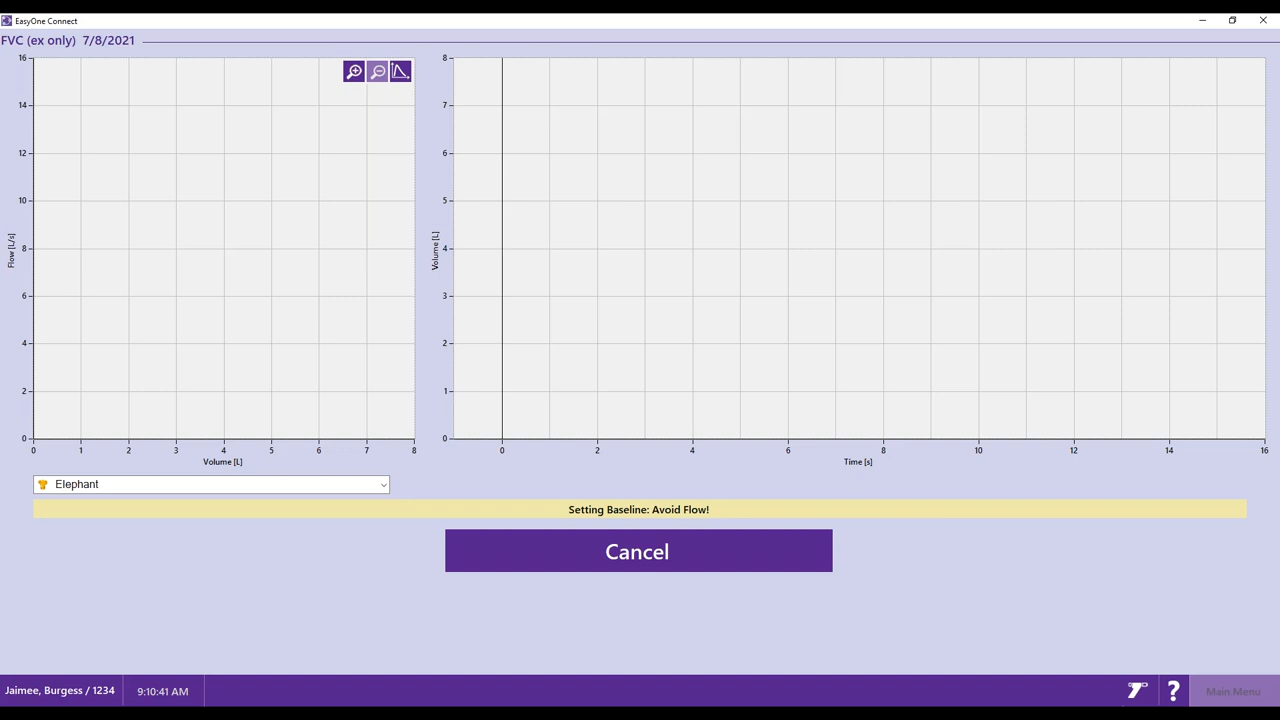 EasyOne Connect
FVC (ex only) 7/8/2021
16
14
12
10
8
6
4
2
0
Flow [L/s]
0 1 2 3 4 5 6 7 8
Volume [L]
8
7
6
5
4
3
2
1
0
Volume [L]
0 2 4 6 8 10 12 14 16
Time [s]
Elephant
Setting Baseline: Avoid Flow!
Cancel
Jaimee, Burgess / 1234
9:10:41 AM
?
Main Menu